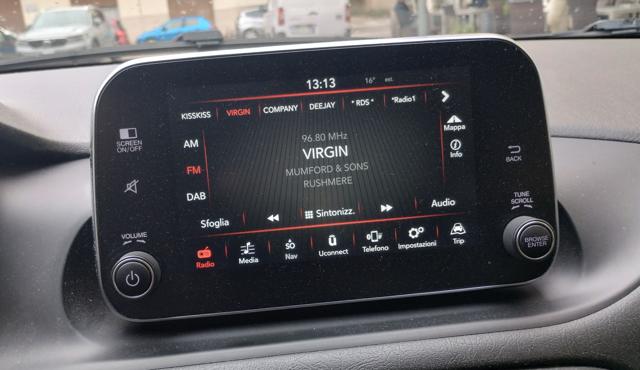 13:13 16° est.
KISSKISS VIRGIN COMPANY DEEJAY * RDS * *Radio1
SCREEN
ON/OFF
AM
FM
DAB
96.80 MHz
VIRGIN
MUMFORD & SONS
RUSHMERE
Mappa
Info
BACK
Sfoglia Sintonizz. Audio
VOLUME
TUNE
SCROLL
Radio Media Nav Uconnect Telefono Impostazioni Trip
SO
BROWSE
ENTER